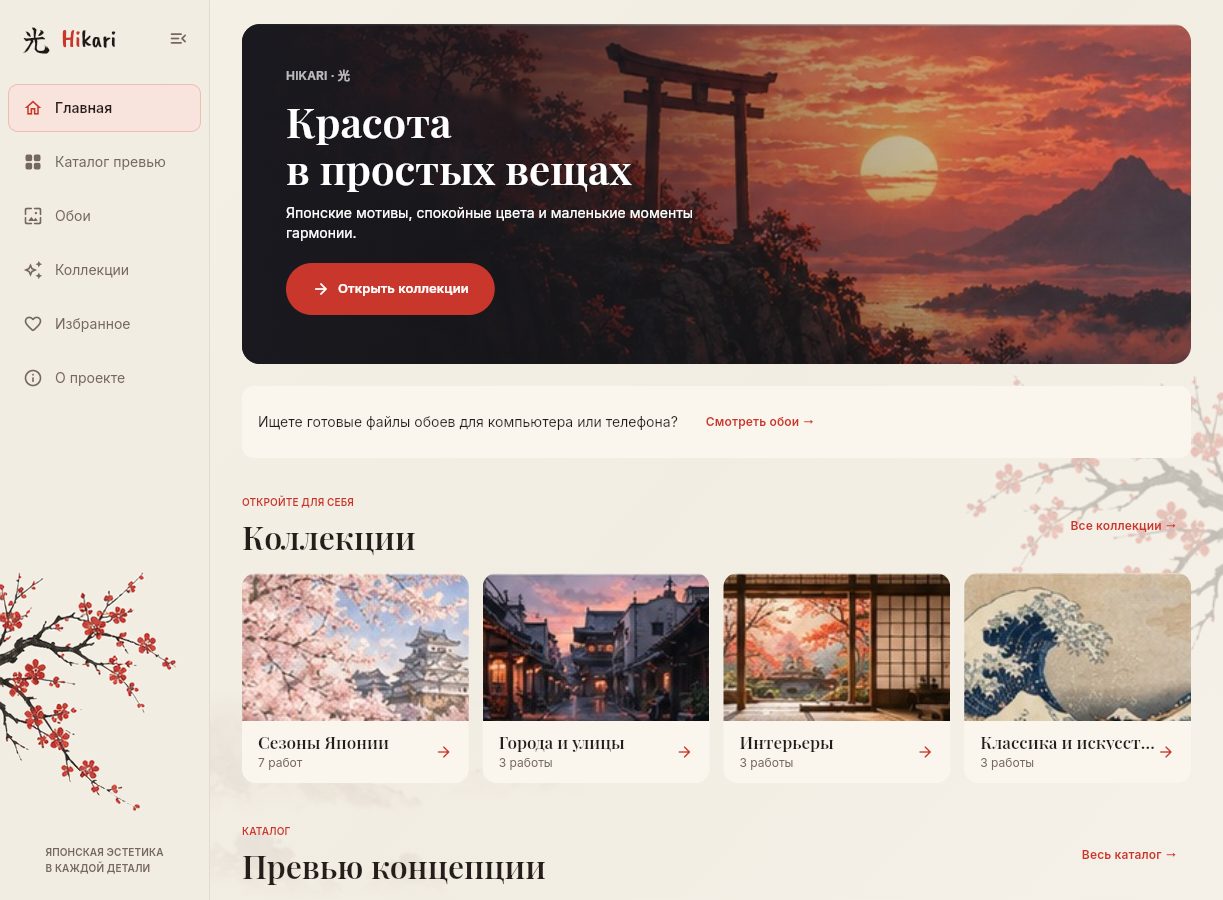 光 Hikari
Главная
Каталог превью
Обои
Коллекции
Избранное
О проекте
ЯПОНСКАЯ ЭСТЕТИКА
В КАЖДОЙ ДЕТАЛИ
HIKARI · 光
Красота
в простых вещах
Японские мотивы, спокойные цвета и маленькие моменты
гармонии.
→ Открыть коллекции
Ищете готовые файлы обоев для компьютера или телефона? Смотреть обои →
ОТКРОЙТЕ ДЛЯ СЕБЯ
Коллекции
Все коллекции →
Сезоны Японии
7 работ
Города и улицы
3 работы
Интерьеры
3 работы
Классика и искусст...
3 работы
КАТАЛОГ
Превью концепции
Весь каталог →